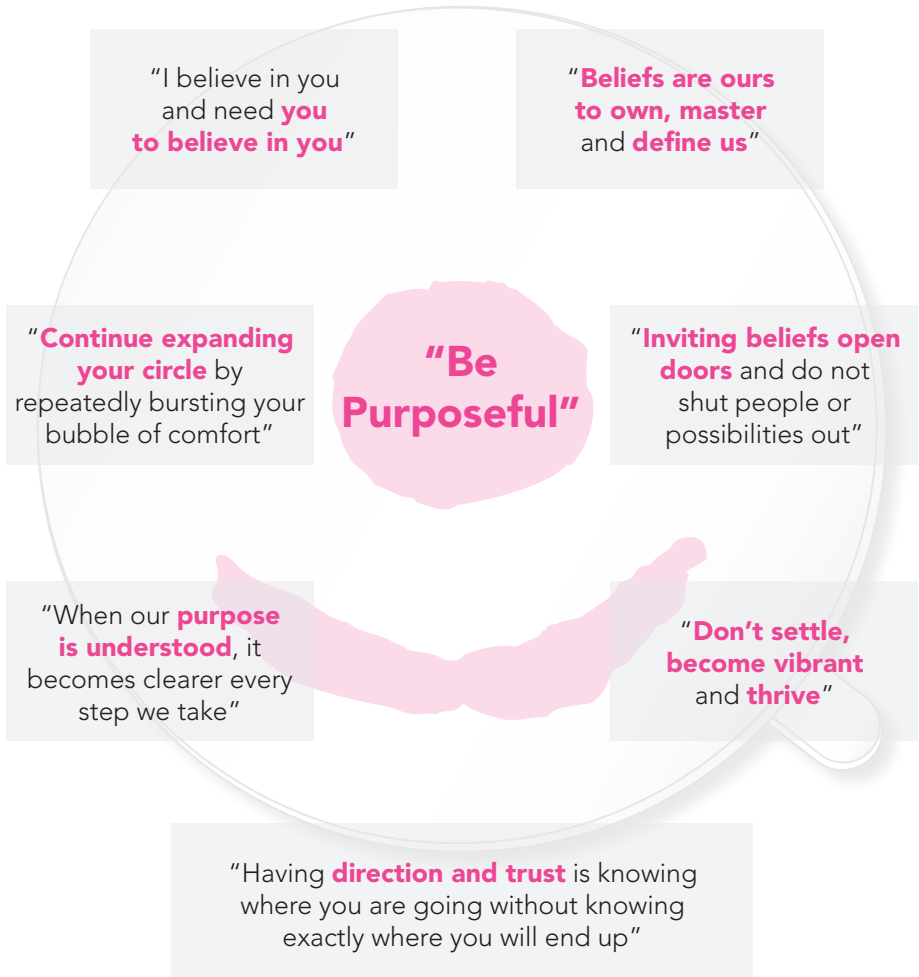 “I believe in you
and need you
to believe in you”
“Beliefs are ours
to own, master
and define us”
“Continue expanding
your circle by
repeatedly bursting your
bubble of comfort”
“Be
Purposeful”
“Inviting beliefs open
doors and do not
shut people or
possibilities out”
“When our purpose
is understood, it
becomes clearer every
step we take”
“Don’t settle,
become vibrant
and thrive”
“Having direction and trust is knowing
where you are going without knowing
exactly where you will end up”